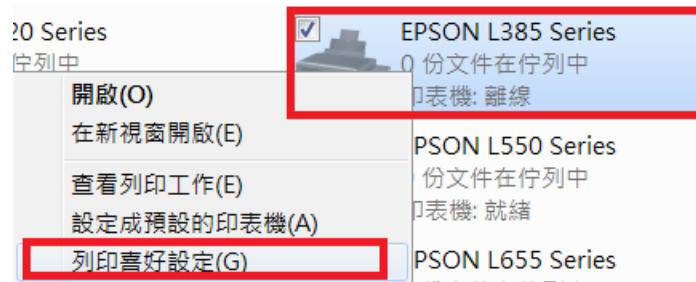 20 Series
佇列中
EPSON L385 Series
0 份文件在佇列中
印表機: 離線
開啟(O)
在新視窗開啟(E)
查看列印工作(E)
設定成預設的印表機(A)
列印喜好設定(G)
PSON L550 Series
份文件在佇列中
印表機: 就緒
PSON L655 Series